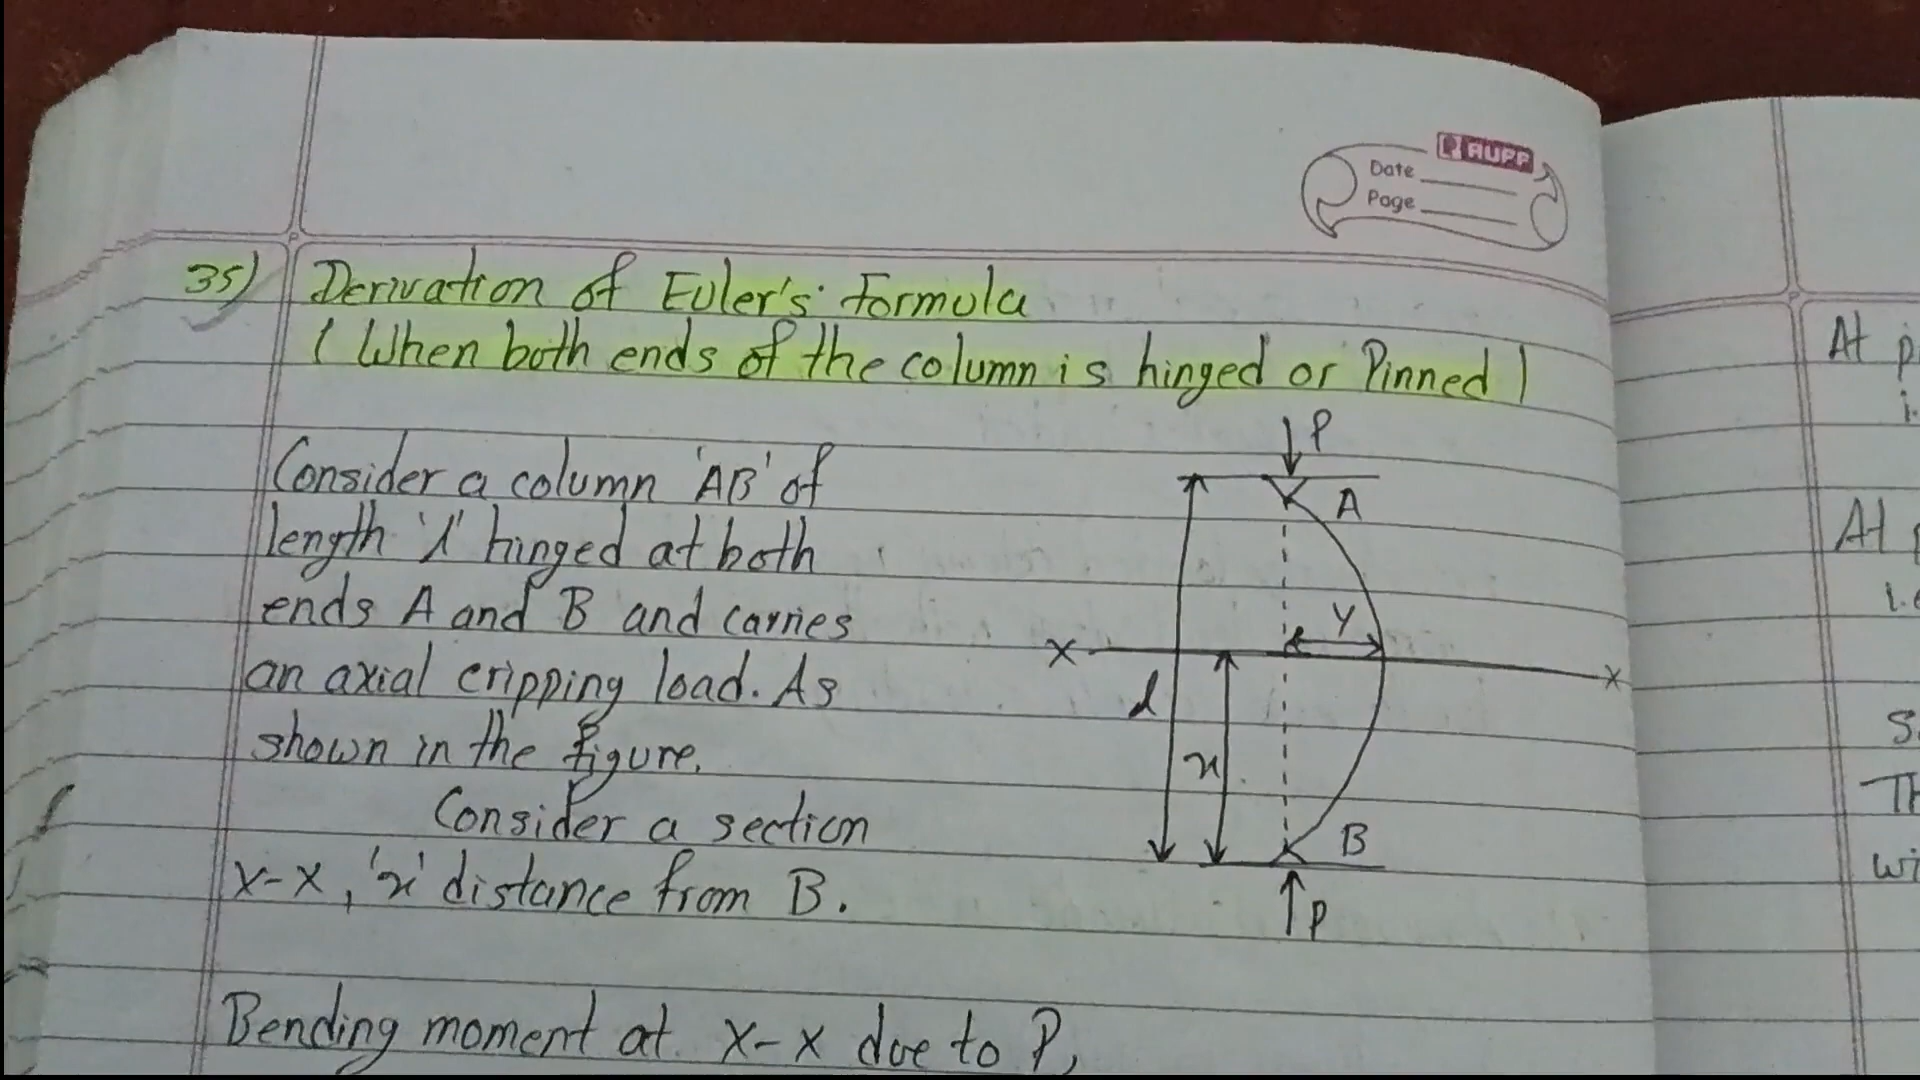 RUPP
Date
Page
35) Derivation of Euler's formula
(When both ends of the column is hinged or Pinned)
Consider a column 'AB' of
length 'l' hinged at both
ends A and B and carries
an axial cripping load. As
shown in the figure.
Consider a section
X-X, 'x' distance from B.
Bending moment at X-X due to P,
P
A
Y
X
X
l
x
B
P
At
i.
At
i.e
Th
wi